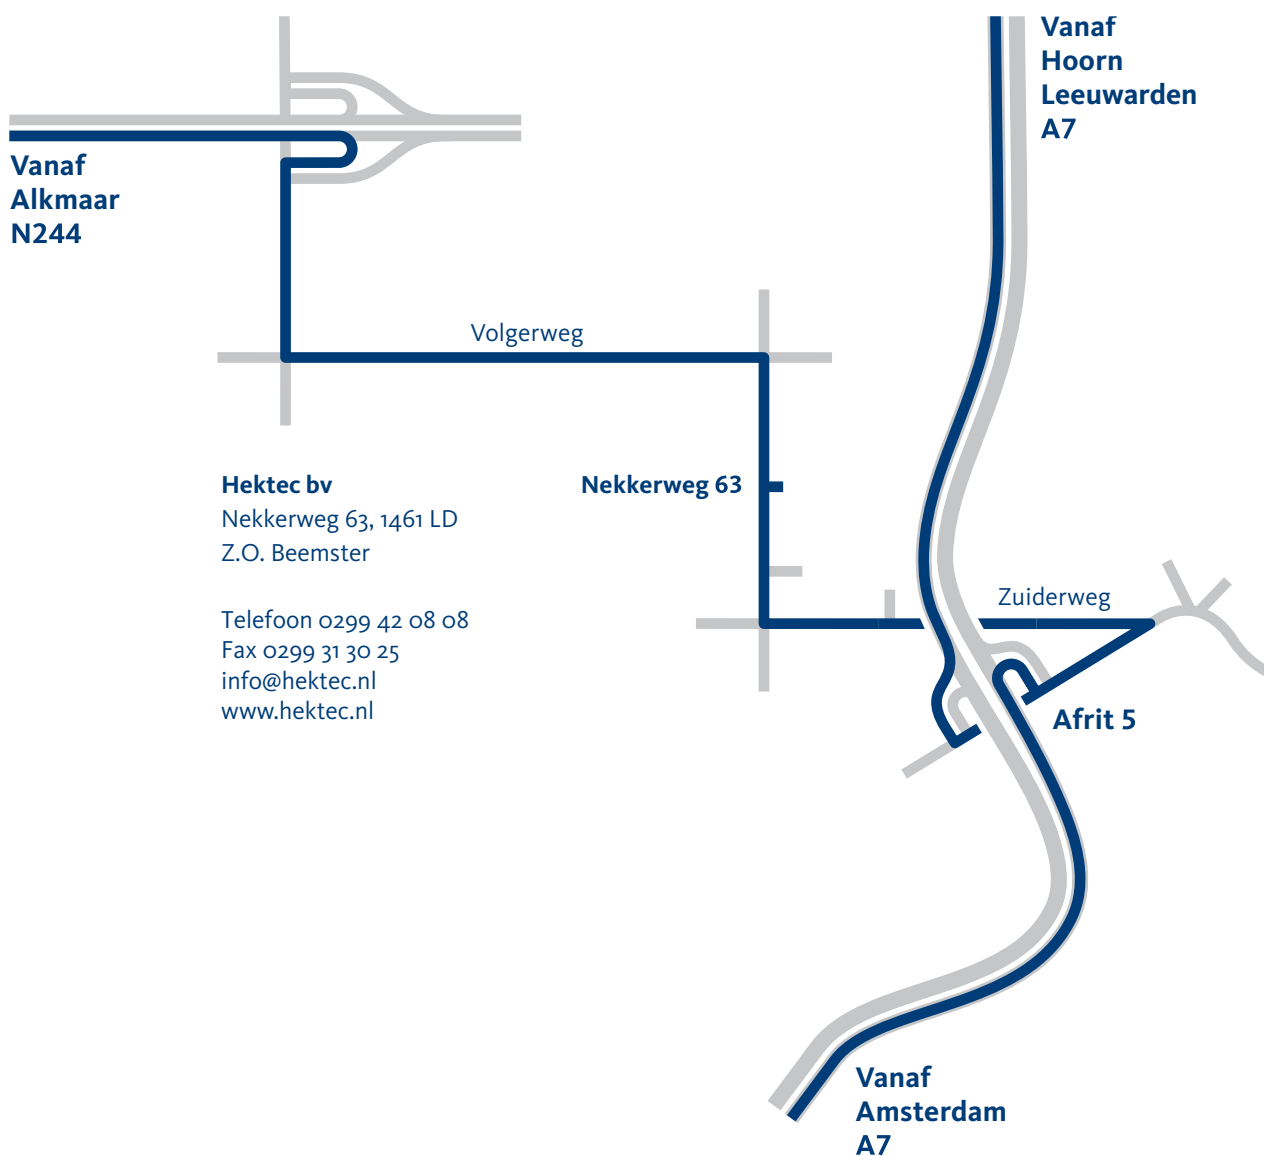 Vanaf
Hoorn
Leeuwarden
A7
Vanaf
Alkmaar
N244
Volgerweg
Hektec bv
Nekkerweg 63, 1461 LD
Z.O. Beemster
Telefoon 0299 42 08 08
Fax 0299 31 30 25
info@hektec.nl
www.hektec.nl
Nekkerweg 63
Zuiderweg
Afrit 5
Vanaf
Amsterdam
A7